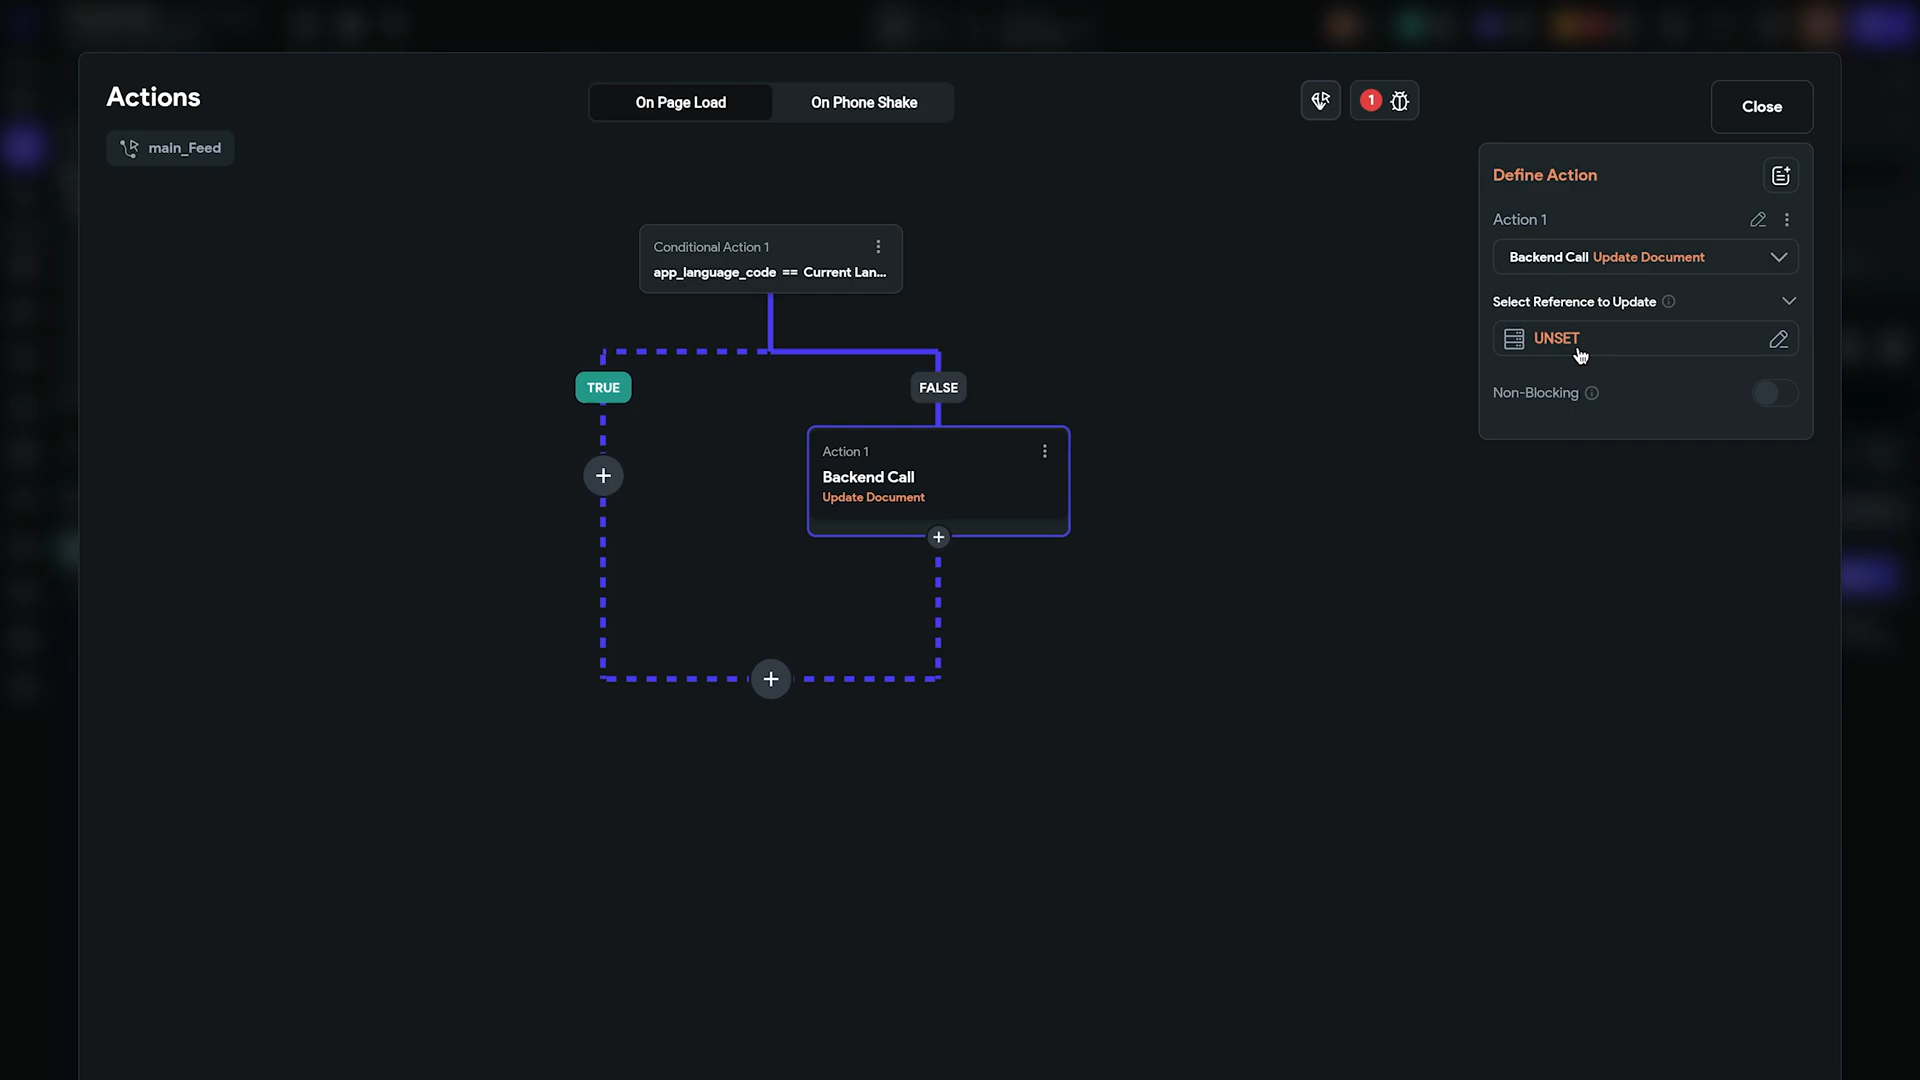 Actions
On Page Load
On Phone Shake
1
Close
main_Feed
Define Action
Action 1
Backend Call Update Document
Select Reference to Update
UNSET
Non-Blocking
Conditional Action 1
app_language_code == Current Lan...
TRUE
FALSE
Action 1
Backend Call
Update Document